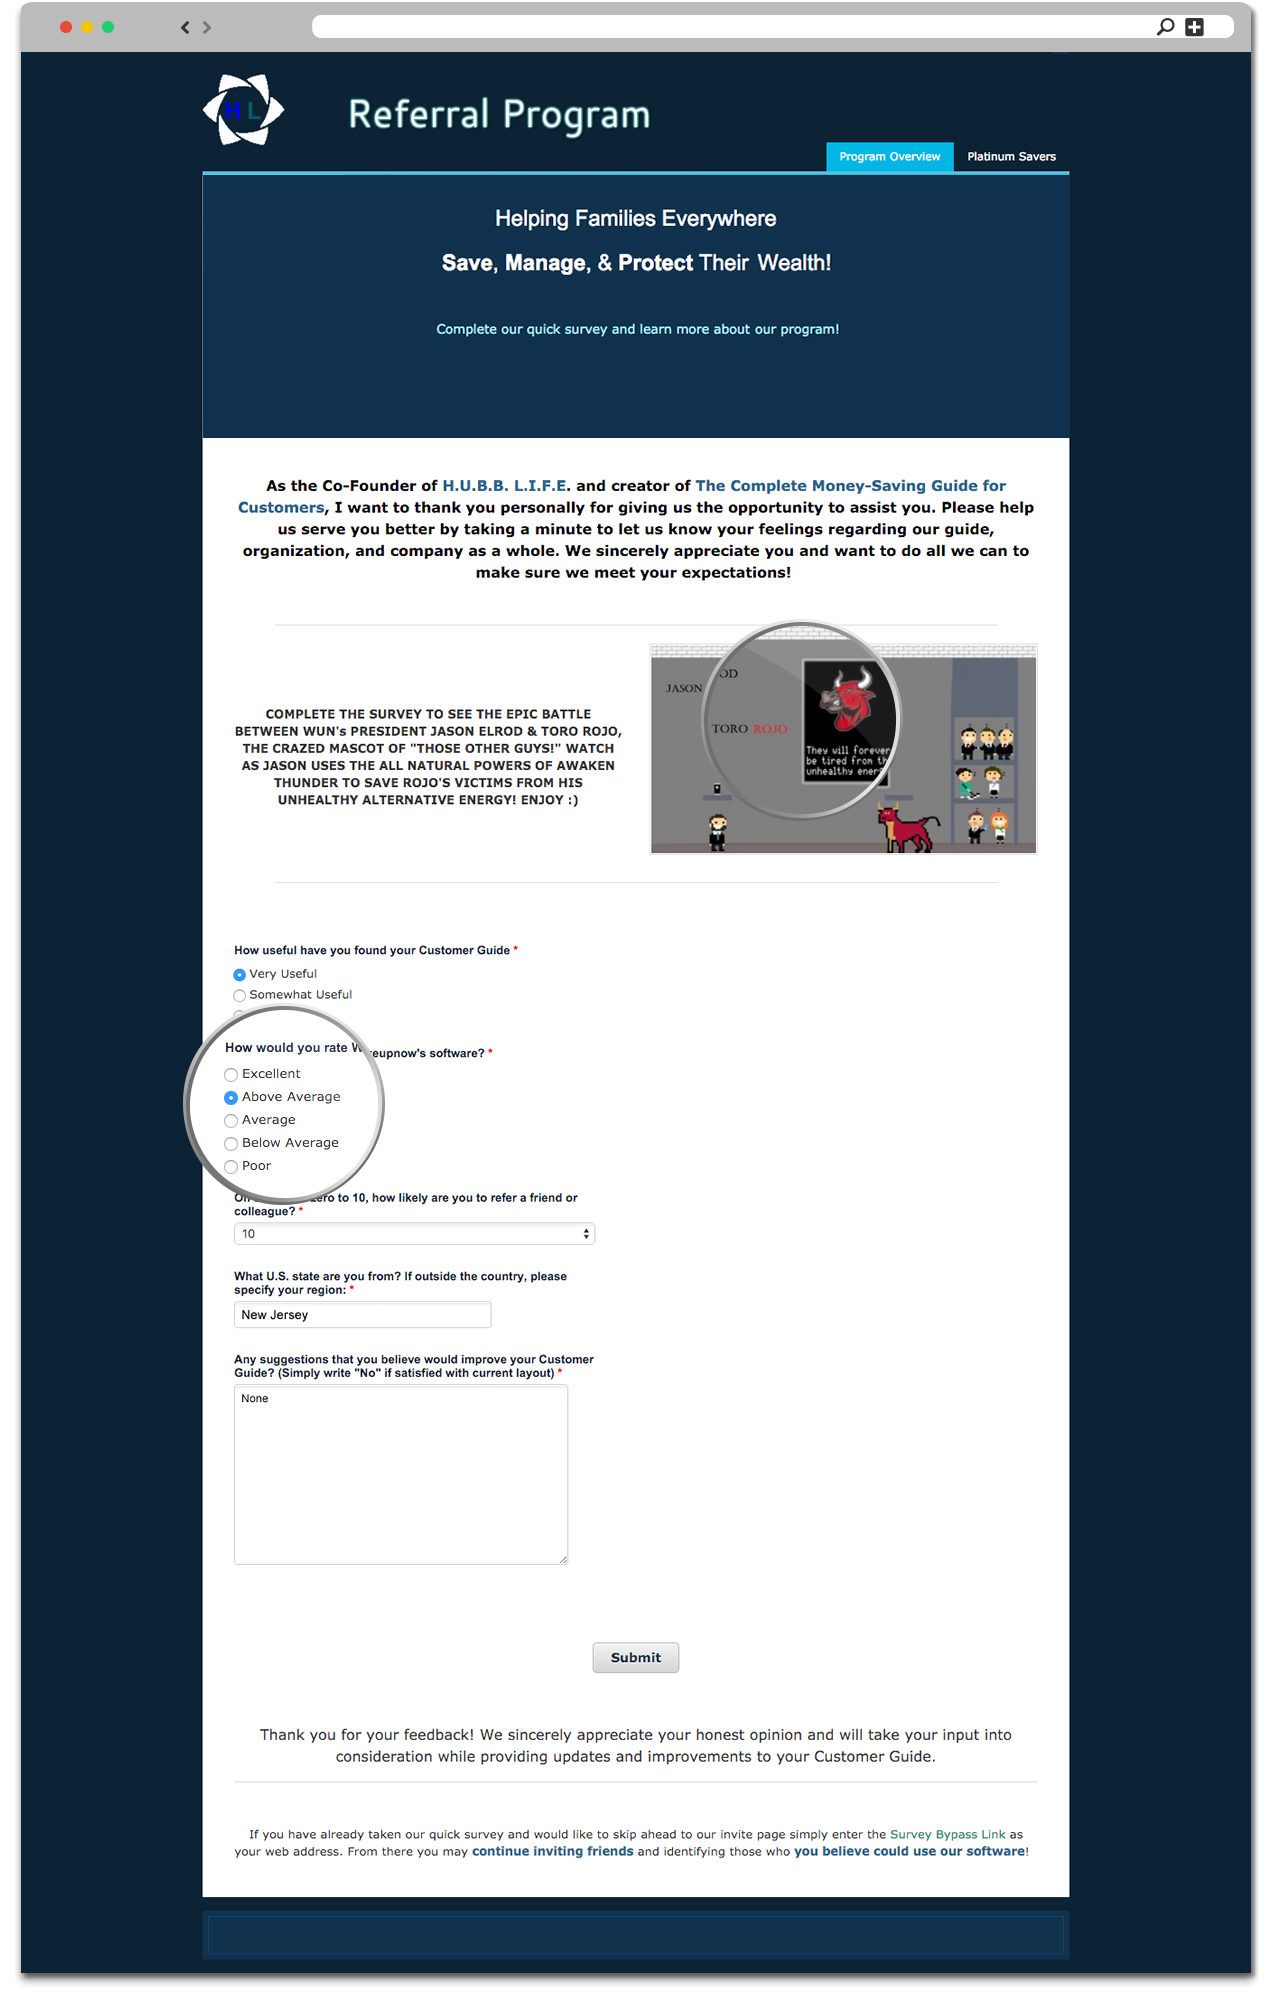 H L
Referral Program
Program Overview
Platinum Savers
Helping Families Everywhere
Save, Manage, & Protect Their Wealth!
Complete our quick survey and learn more about our program!
As the Co-Founder of H.U.B.B. L.I.F.E. and creator of The Complete Money-Saving Guide for
Customers, I want to thank you personally for giving us the opportunity to assist you. Please help
us serve you better by taking a minute to let us know your feelings regarding our guide,
organization, and company as a whole. We sincerely appreciate you and want to do all we can to
make sure we meet your expectations!
COMPLETE THE SURVEY TO SEE THE EPIC BATTLE
BETWEEN WUN's PRESIDENT JASON ELROD & TORO ROJO,
THE CRAZED MASCOT OF "THOSE OTHER GUYS!" WATCH
AS JASON USES THE ALL NATURAL POWERS OF AWAKEN
THUNDER TO SAVE ROJO'S VICTIMS FROM HIS
UNHEALTHY ALTERNATIVE ENERGY! ENJOY :)
OD
JASON
TORO ROJO
They will forever
be tired from th
unhealthy ener
How useful have you found your Customer Guide *
Very Useful
Somewhat Useful
How would you rate W eupnow's software? *
Excellent
Above Average
Average
Below Average
Poor
zero to 10, how likely are you to refer a friend or
colleague? *
10
What U.S. state are you from? If outside the country, please
specify your region: *
New Jersey
Any suggestions that you believe would improve your Customer
Guide? (Simply write "No" if satisfied with current layout) *
None
Submit
Thank you for your feedback! We sincerely appreciate your honest opinion and will take your input into
consideration while providing updates and improvements to your Customer Guide.
If you have already taken our quick survey and would like to skip ahead to our invite page simply enter the Survey Bypass Link as
your web address. From there you may continue inviting friends and identifying those who you believe could use our software!